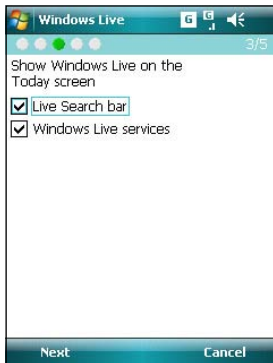 Windows Live
G
G
3/5
Show Windows Live on the
Today screen
Live Search bar
Windows Live services
Next
Cancel